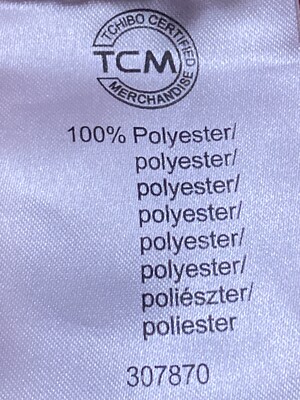 TCHIBO CERTIFIED
TCM
MERCHANDISE
100% Polyester/
polyester/
polyester/
polyester/
polyester/
polyester/
poliészter/
poliester
307870